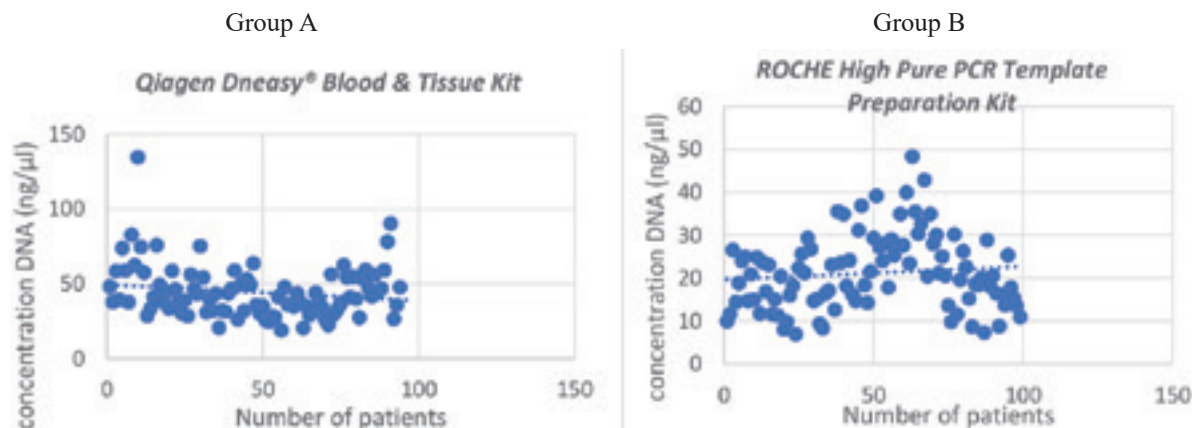 Group A
Qiagen Dneasy® Blood & Tissue Kit
concentration DNA (ng/µl)
150
100
50
0
0 50 100 150
Number of patients
Group B
ROCHE High Pure PCR Template
Preparation Kit
concentration DNA (ng/µl)
60
50
40
30
20
10
0
0 50 100 150
Number of patients